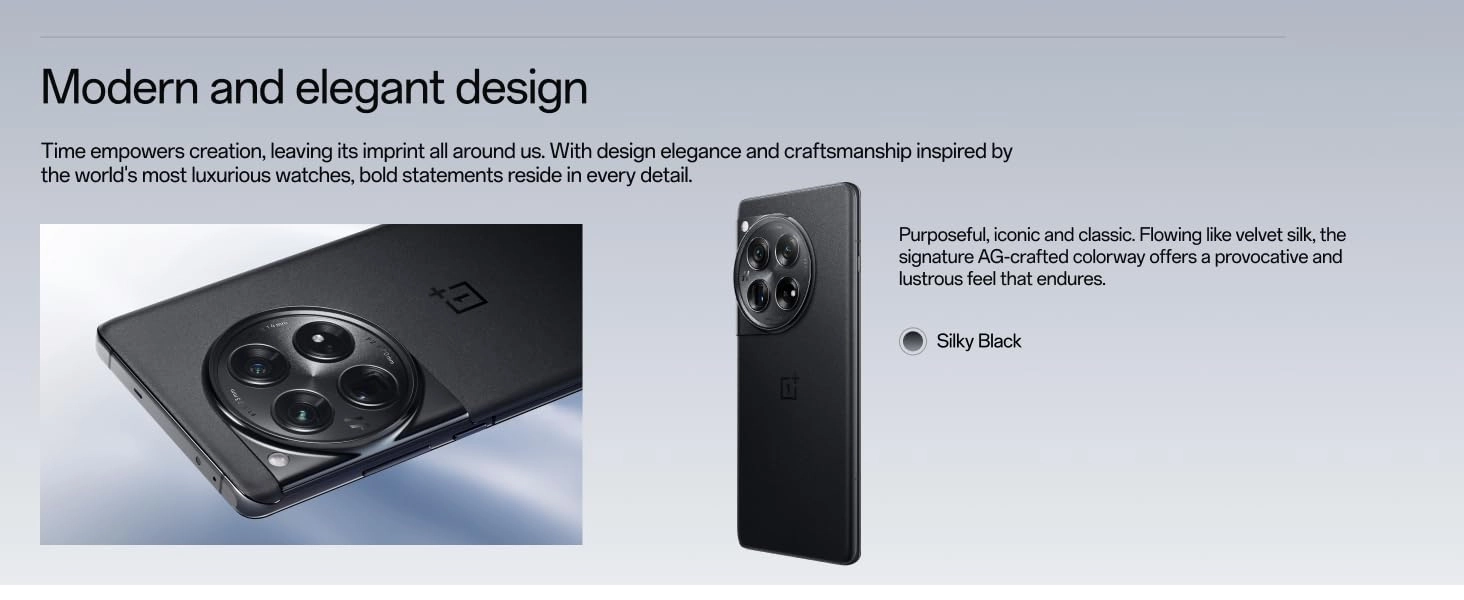 Modern and elegant design
Time empowers creation, leaving its imprint all around us. With design elegance and craftsmanship inspired by
the world's most luxurious watches, bold statements reside in every detail.
Purposeful, iconic and classic. Flowing like velvet silk, the
signature AG-crafted colorway offers a provocative and
lustrous feel that endures.
Silky Black